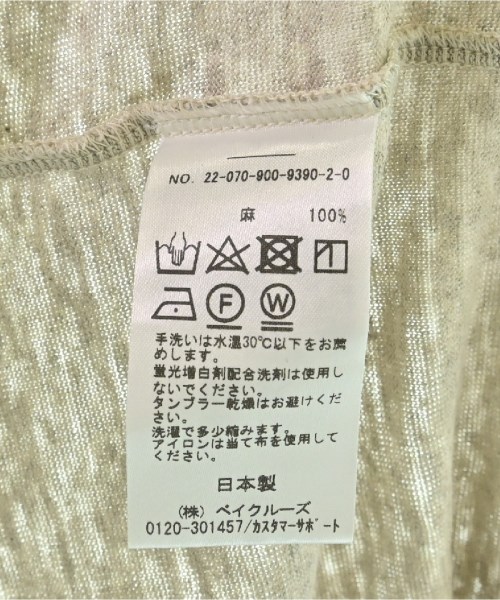 NO. 22-070-900-9390-2-0
麻 100%
F W
手洗いは水温30℃以下をお薦
めします。
蛍光増白剤配合洗剤は使用し
ないでください。
タンブラー乾燥はお避けくだ
さい。
洗濯で多少縮みます。
アイロンは当て布を使用して
ください。
日本製
(株) ベイクルーズ
0120-301457/ｶｽﾀﾏｰｻﾎﾟｰﾄ